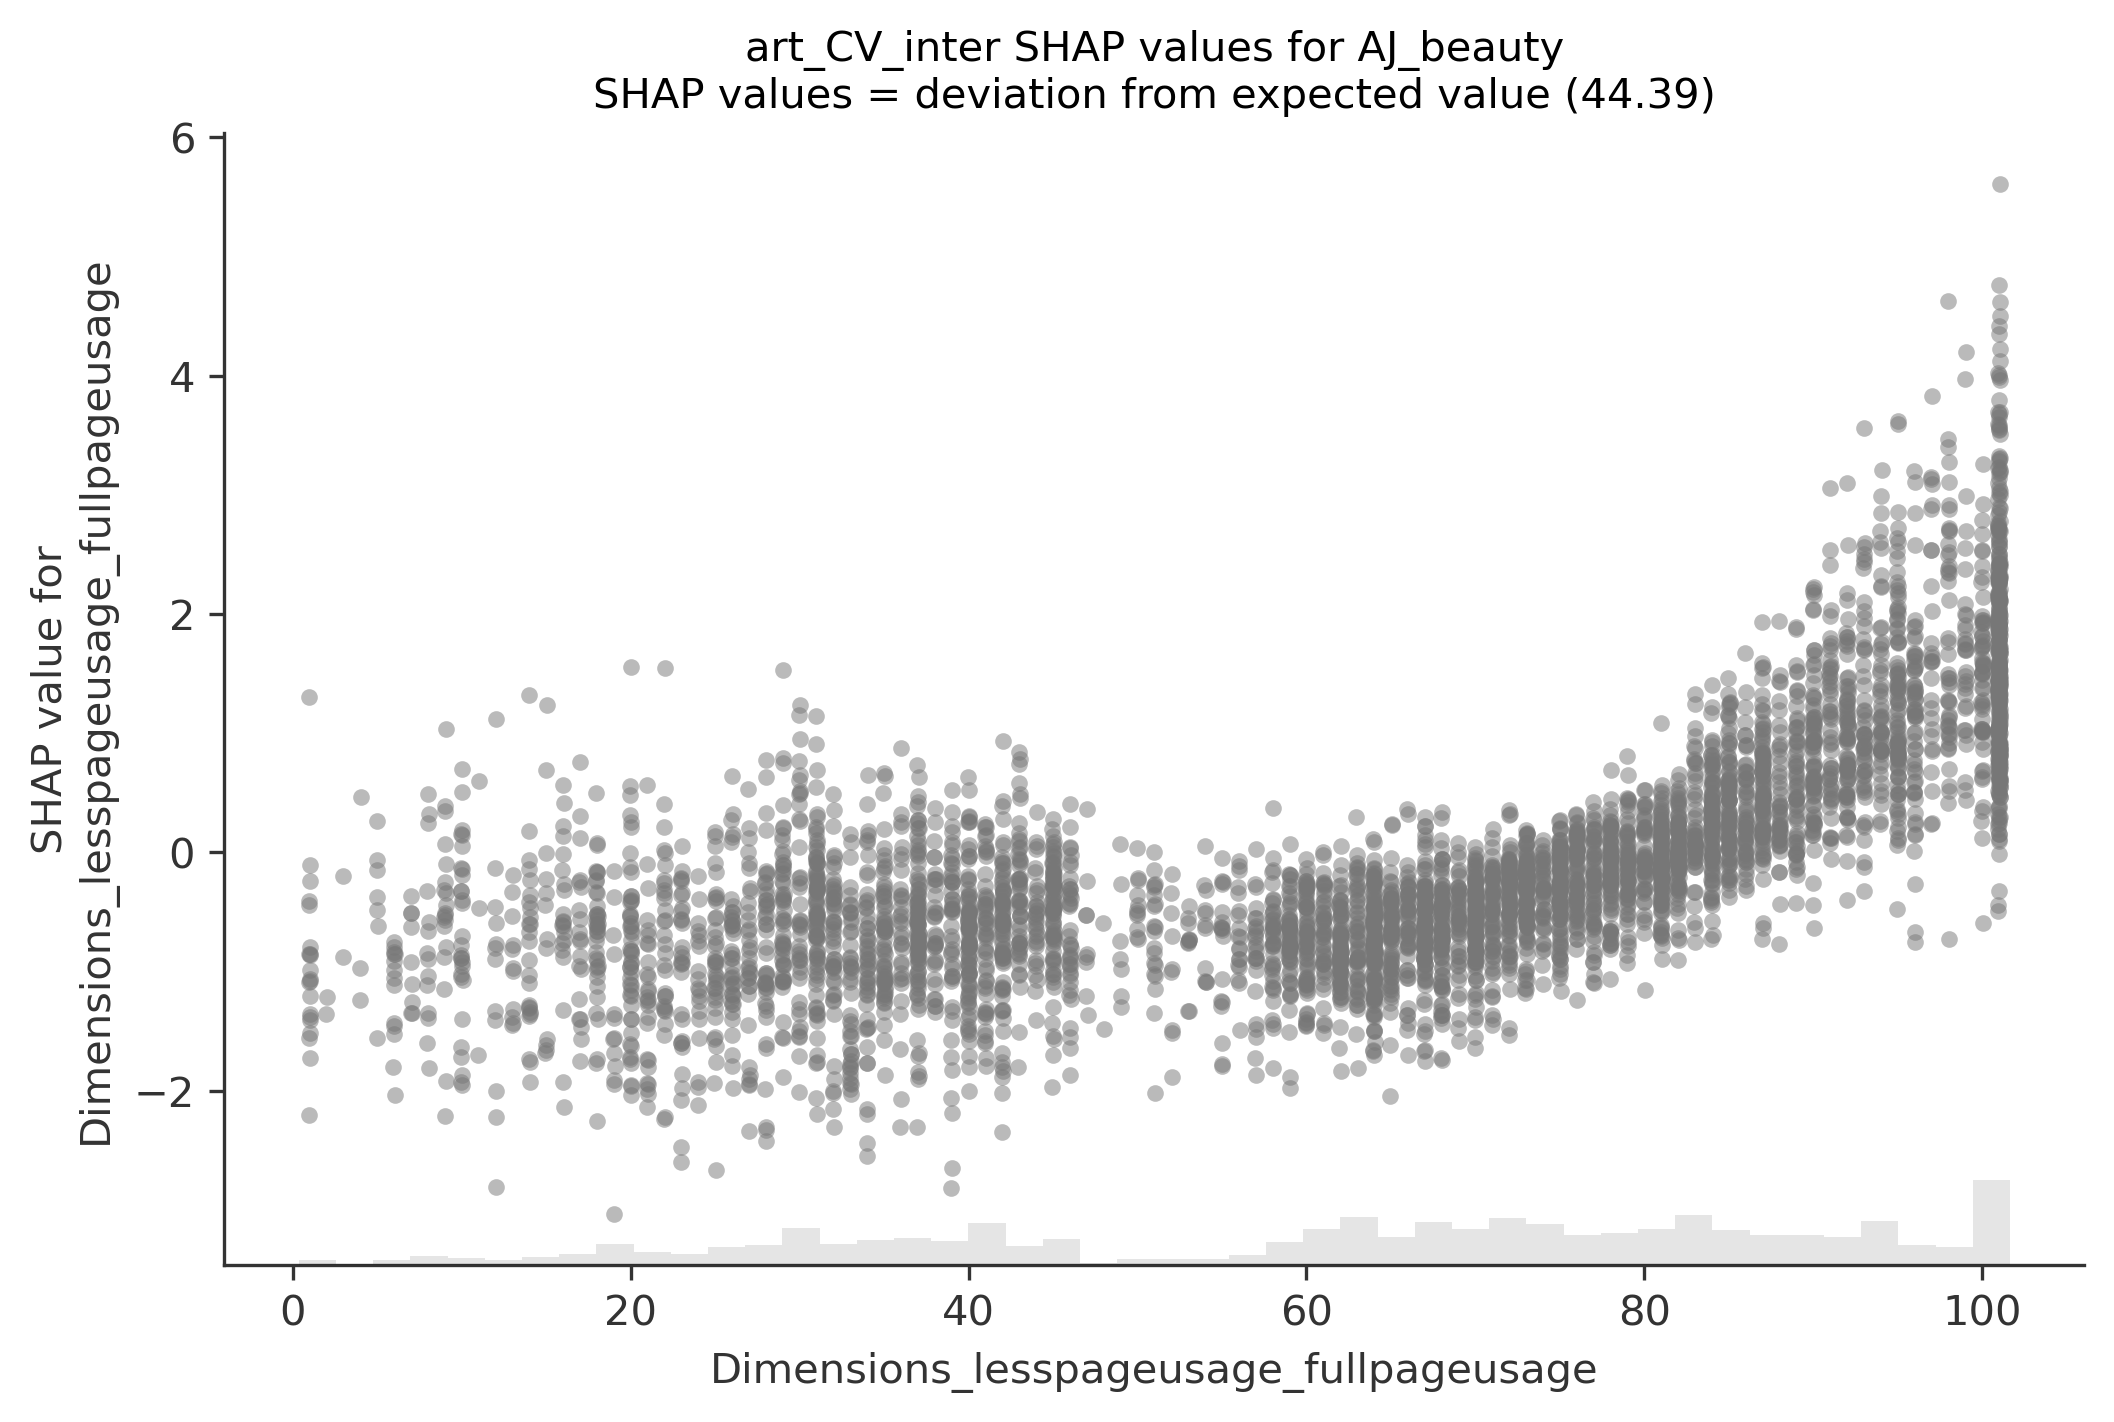 art_CV_inter SHAP values for AJ_beauty
SHAP values = deviation from expected value (44.39)
SHAP value for
Dimensions_lesspageusage_fullpageusage
6
4
2
0
−2
0
20
40
60
80
100
Dimensions_lesspageusage_fullpageusage